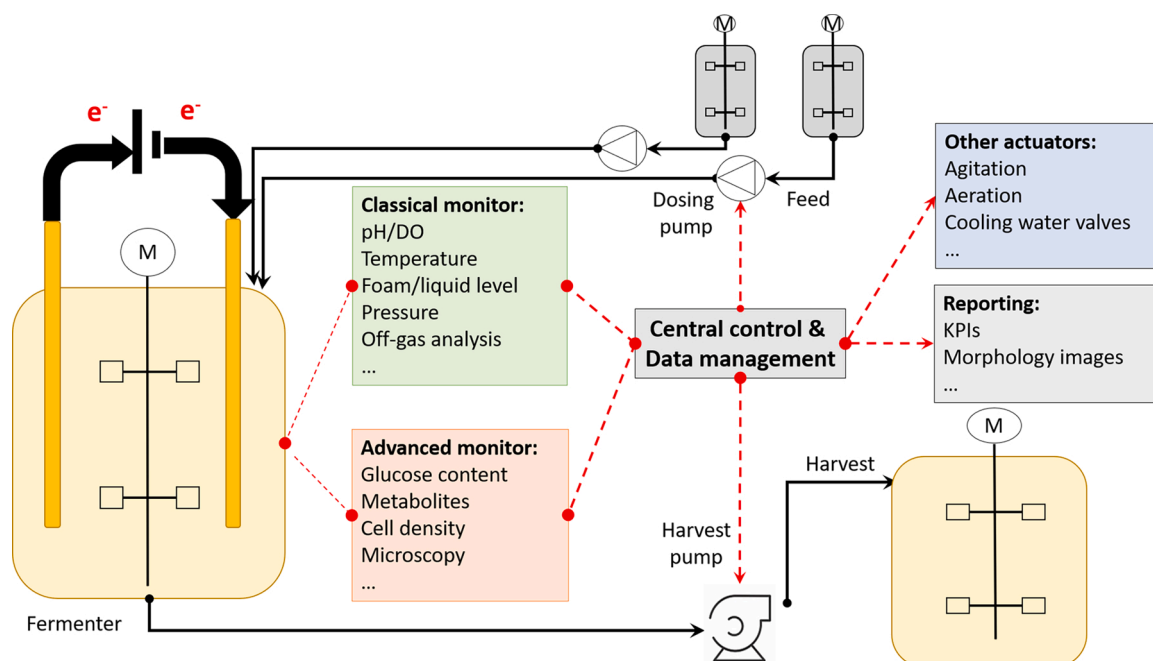 M
M
e-
e-
Dosing
pump
Feed
Other actuators:
Agitation
Aeration
Cooling water valves
...
Classical monitor:
pH/DO
Temperature
Foam/liquid level
Pressure
Off-gas analysis
...
M
Central control &
Data management
Reporting:
KPIs
Morphology images
...
Advanced monitor:
Glucose content
Metabolites
Cell density
Microscopy
...
M
Harvest
Harvest
pump
Fermenter